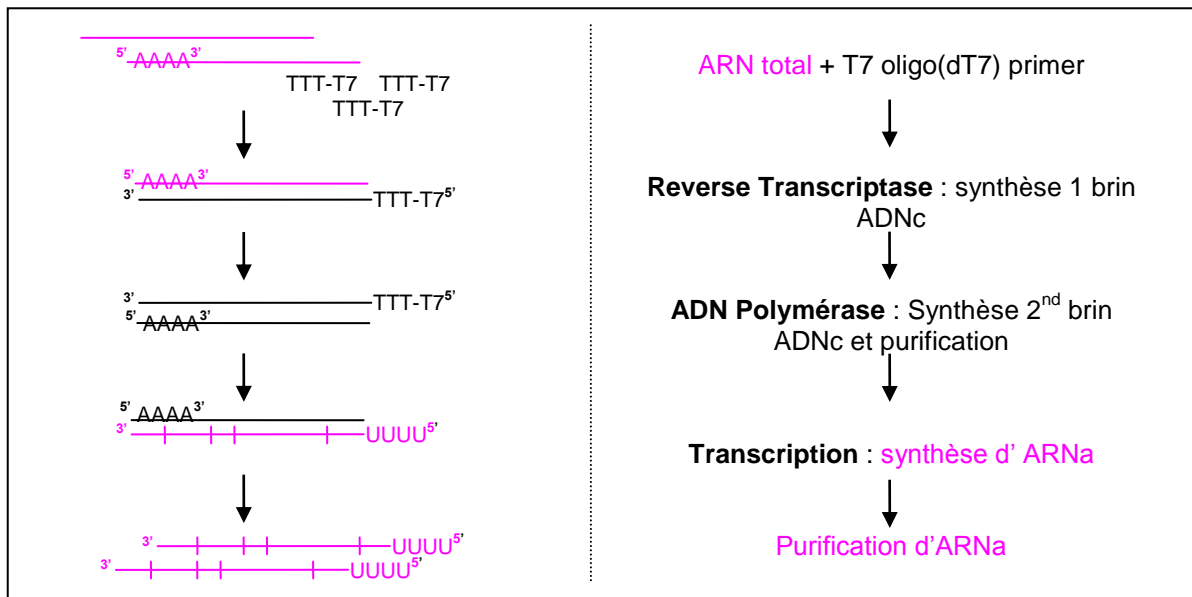 5’ AAAA 3’
TTT-T7 TTT-T7
TTT-T7
5’ AAAA 3’
3’ TTT-T7 5’
3’ TTT-T7 5’
5’ AAAA 3’
5’ AAAA 3’
3’ UUUU 5’
3’ UUUU 5’
3’ UUUU 5’
ARN total + T7 oligo(dT7) primer
Reverse Transcriptase : synthèse 1 brin
ADNc
ADN Polymérase : Synthèse 2nd brin
ADNc et purification
Transcription : synthèse d’ ARNa
Purification d’ARNa